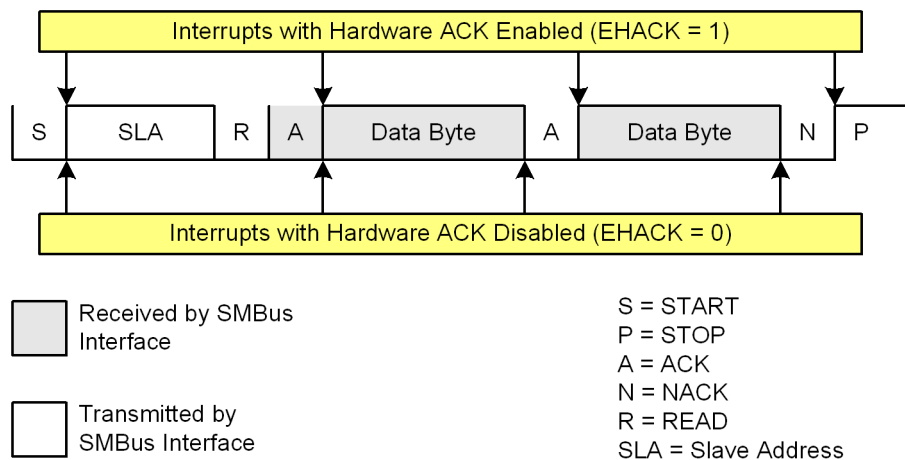 Interrupts with Hardware ACK Enabled (EHACK = 1)
S SLA R A Data Byte A Data Byte N P
Interrupts with Hardware ACK Disabled (EHACK = 0)
Received by SMBus
Interface
Transmitted by
SMBus Interface
S = START
P = STOP
A = ACK
N = NACK
R = READ
SLA = Slave Address